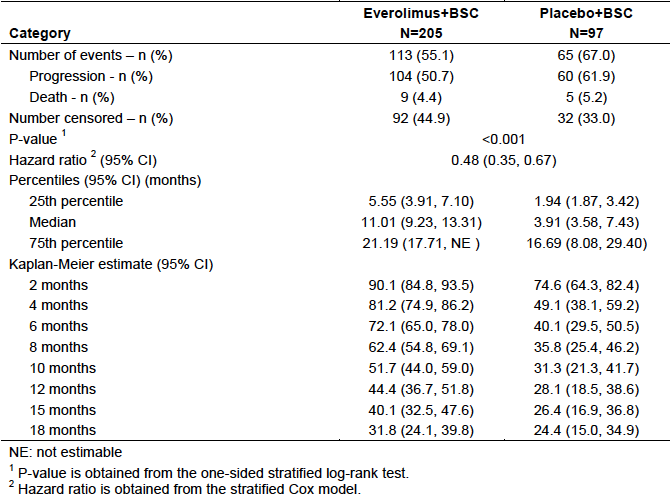 Everolimus+BSC Placebo+BSC
Category N=205 N=97
Number of events – n (%) 113 (55.1) 65 (67.0)
Progression - n (%) 104 (50.7) 60 (61.9)
Death - n (%) 9 (4.4) 5 (5.2)
Number censored – n (%) 92 (44.9) 32 (33.0)
P-value 1 <0.001
Hazard ratio 2 (95% CI) 0.48 (0.35, 0.67)
Percentiles (95% CI) (months)
25th percentile 5.55 (3.91, 7.10) 1.94 (1.87, 3.42)
Median 11.01 (9.23, 13.31) 3.91 (3.58, 7.43)
75th percentile 21.19 (17.71, NE ) 16.69 (8.08, 29.40)
Kaplan-Meier estimate (95% CI)
2 months 90.1 (84.8, 93.5) 74.6 (64.3, 82.4)
4 months 81.2 (74.9, 86.2) 49.1 (38.1, 59.2)
6 months 72.1 (65.0, 78.0) 40.1 (29.5, 50.5)
8 months 62.4 (54.8, 69.1) 35.8 (25.4, 46.2)
10 months 51.7 (44.0, 59.0) 31.3 (21.3, 41.7)
12 months 44.4 (36.7, 51.8) 28.1 (18.5, 38.6)
15 months 40.1 (32.5, 47.6) 26.4 (16.9, 36.8)
18 months 31.8 (24.1, 39.8) 24.4 (15.0, 34.9)
NE: not estimable
1 P-value is obtained from the one-sided stratified log-rank test.
2 Hazard ratio is obtained from the stratified Cox model.